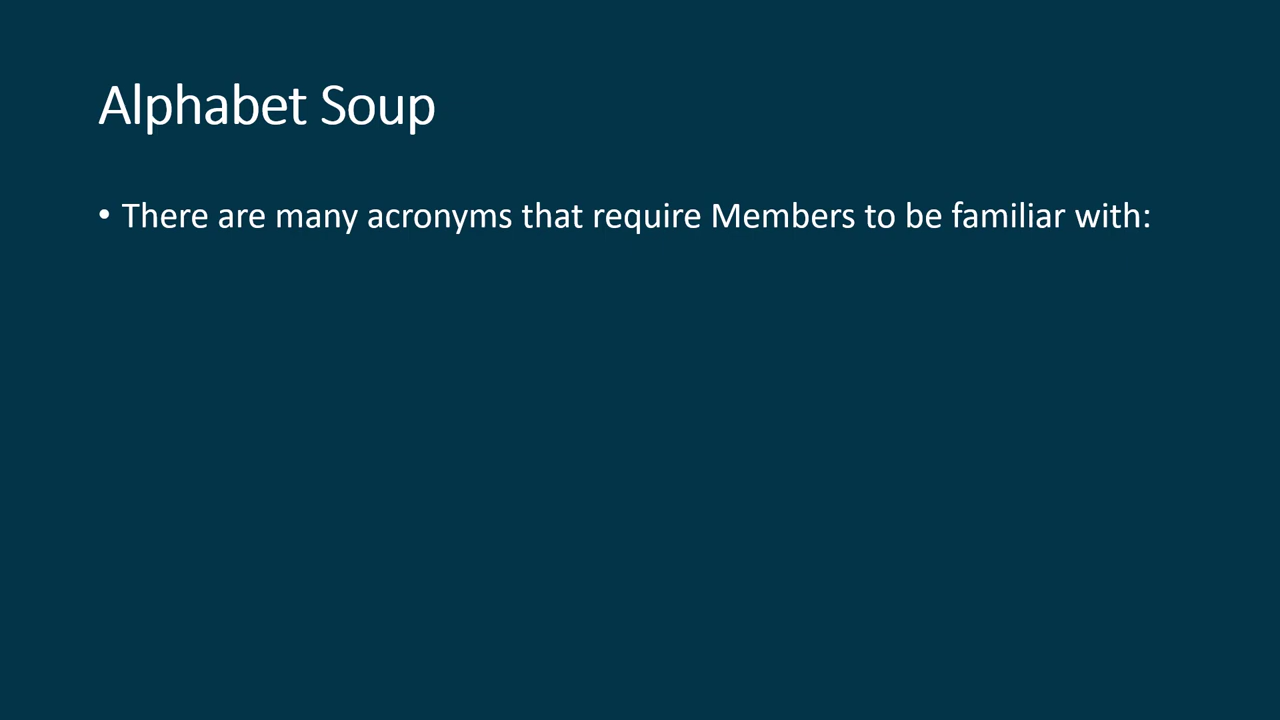 Alphabet Soup
• There are many acronyms that require Members to be familiar with: